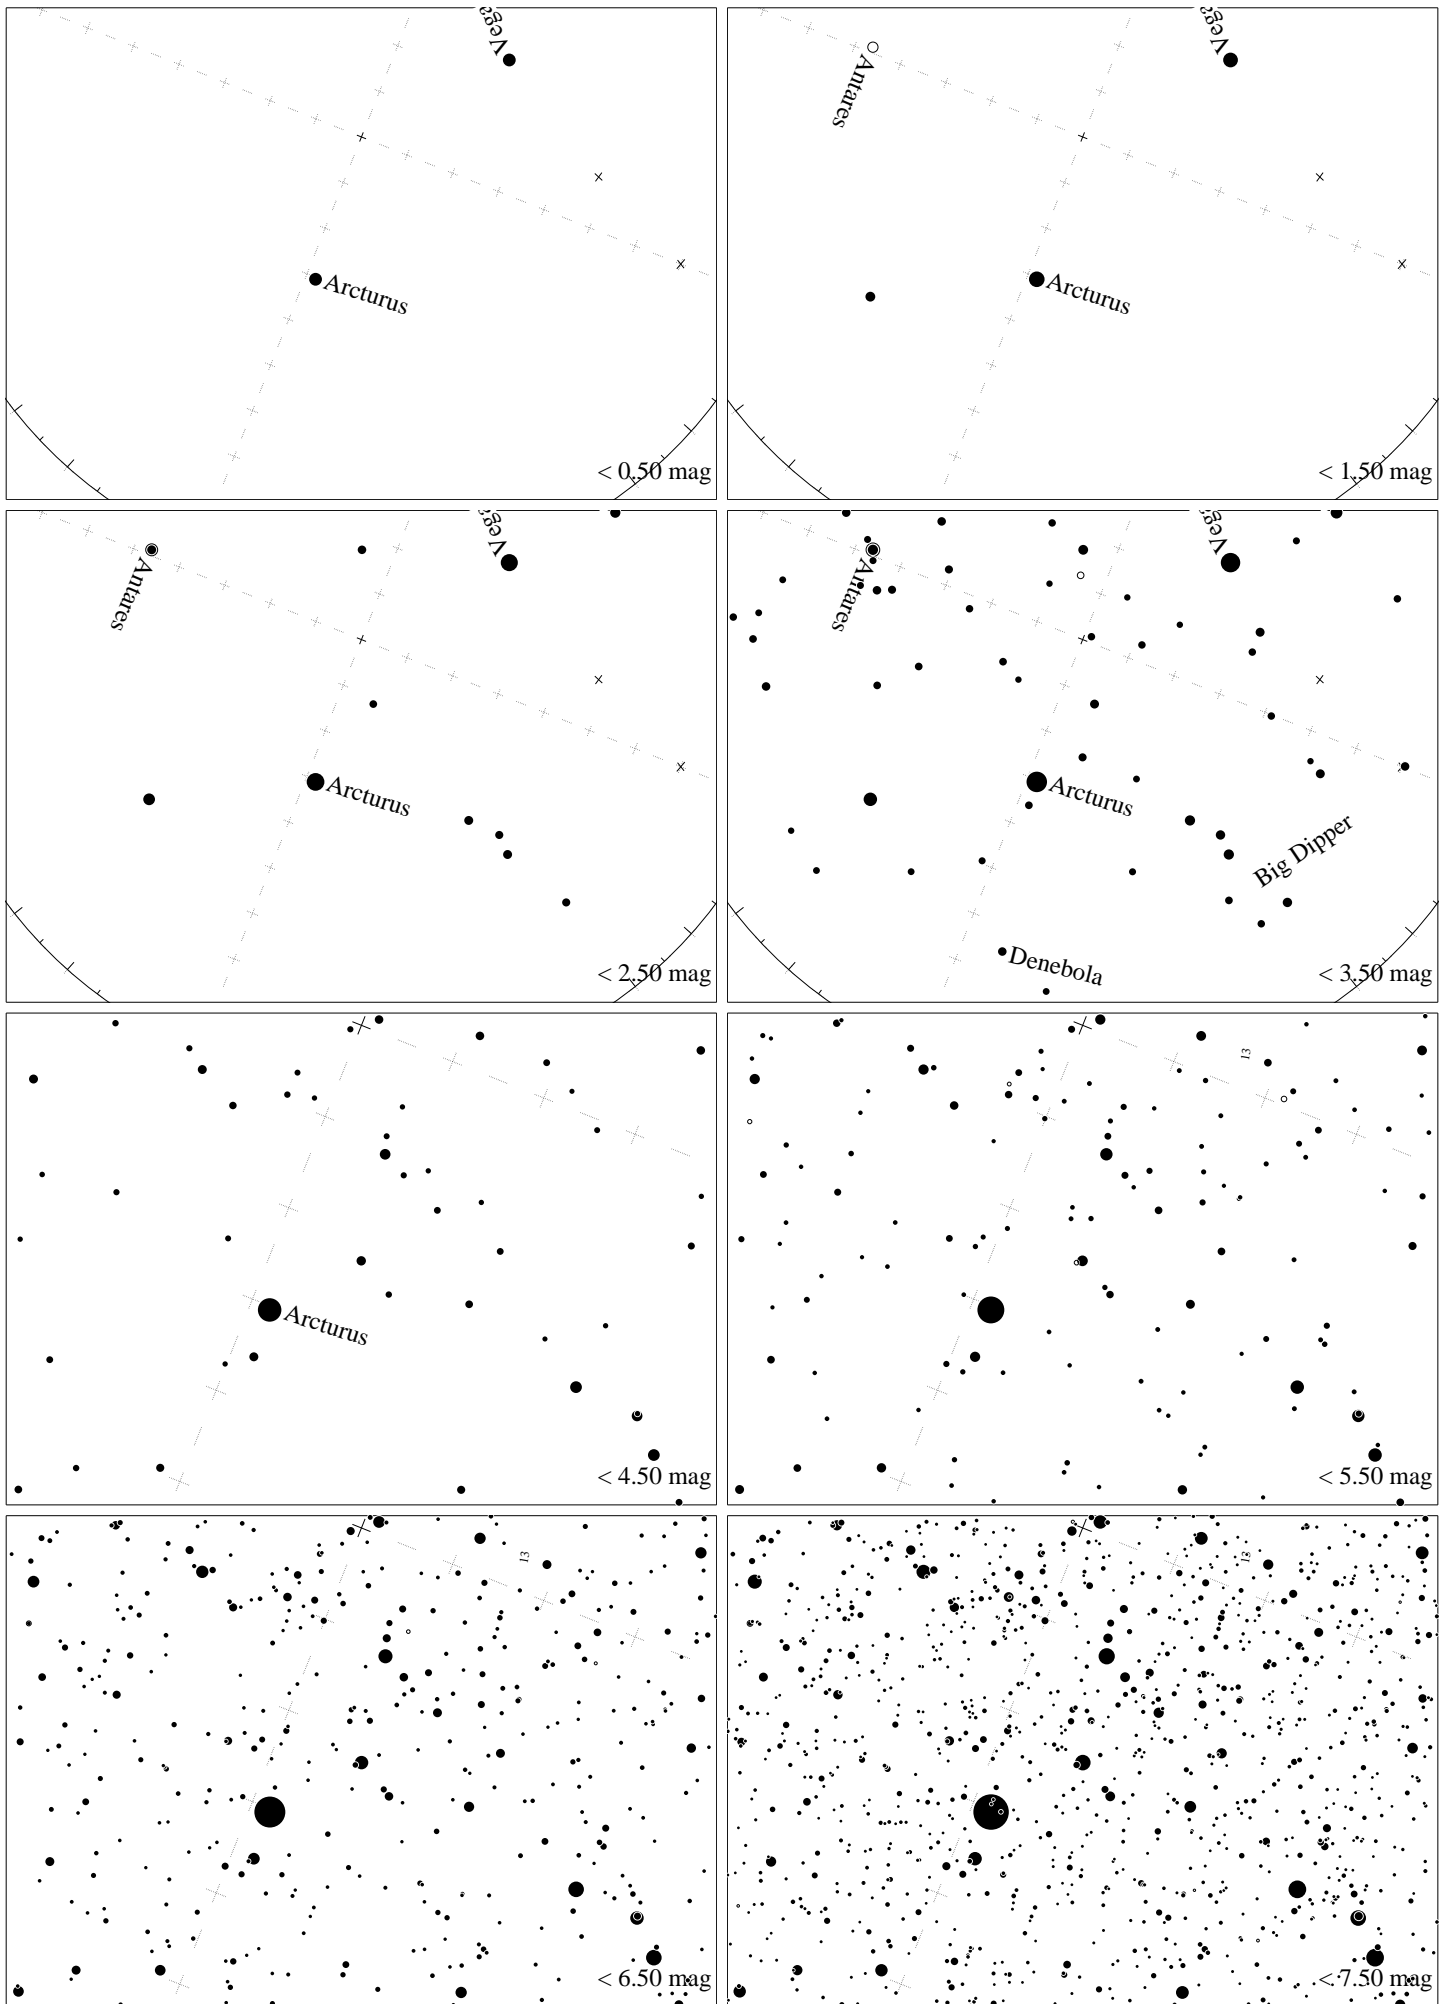 Vega
Arcturus
< 0.50 mag
Antares
Vega
Arcturus
< 1.50 mag
Antares
Vega
Arcturus
< 2.50 mag
Antares
Vega
Arcturus
Big Dipper
Denebola
< 3.50 mag
Arcturus
< 4.50 mag
13
< 5.50 mag
13
< 6.50 mag
13
< 7.50 mag